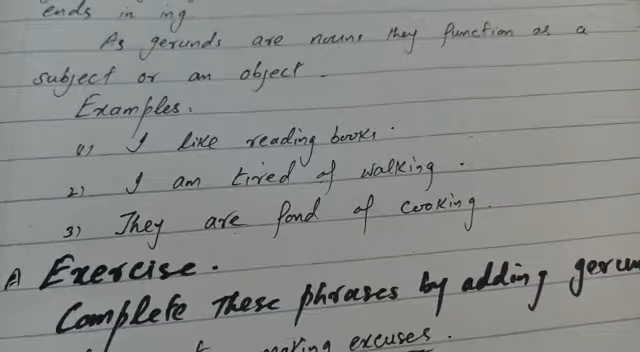 ends in ing
As gerunds are nouns they function as a
subject or an object.
Examples.
1) I like reading books.
2) I am tired of walking.
3) They are fond of cooking.
A Exercise.
Complete These phrases by adding gerun
making excuses.